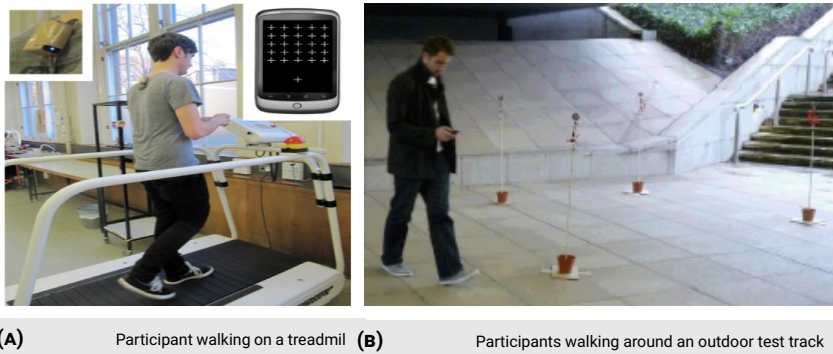 (A) Participant walking on a treadmil
(B) Participants walking around an outdoor test track